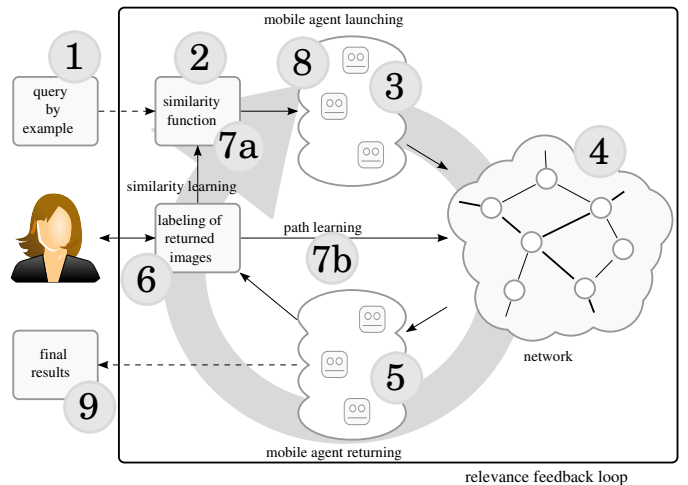 mobile agent launching
1
2
8
3
query
by
example
similarity
function
7a
4
similarity learning
labeling of
returned
images
path learning
7b
6
network
final
results
5
9
mobile agent returning
relevance feedback loop